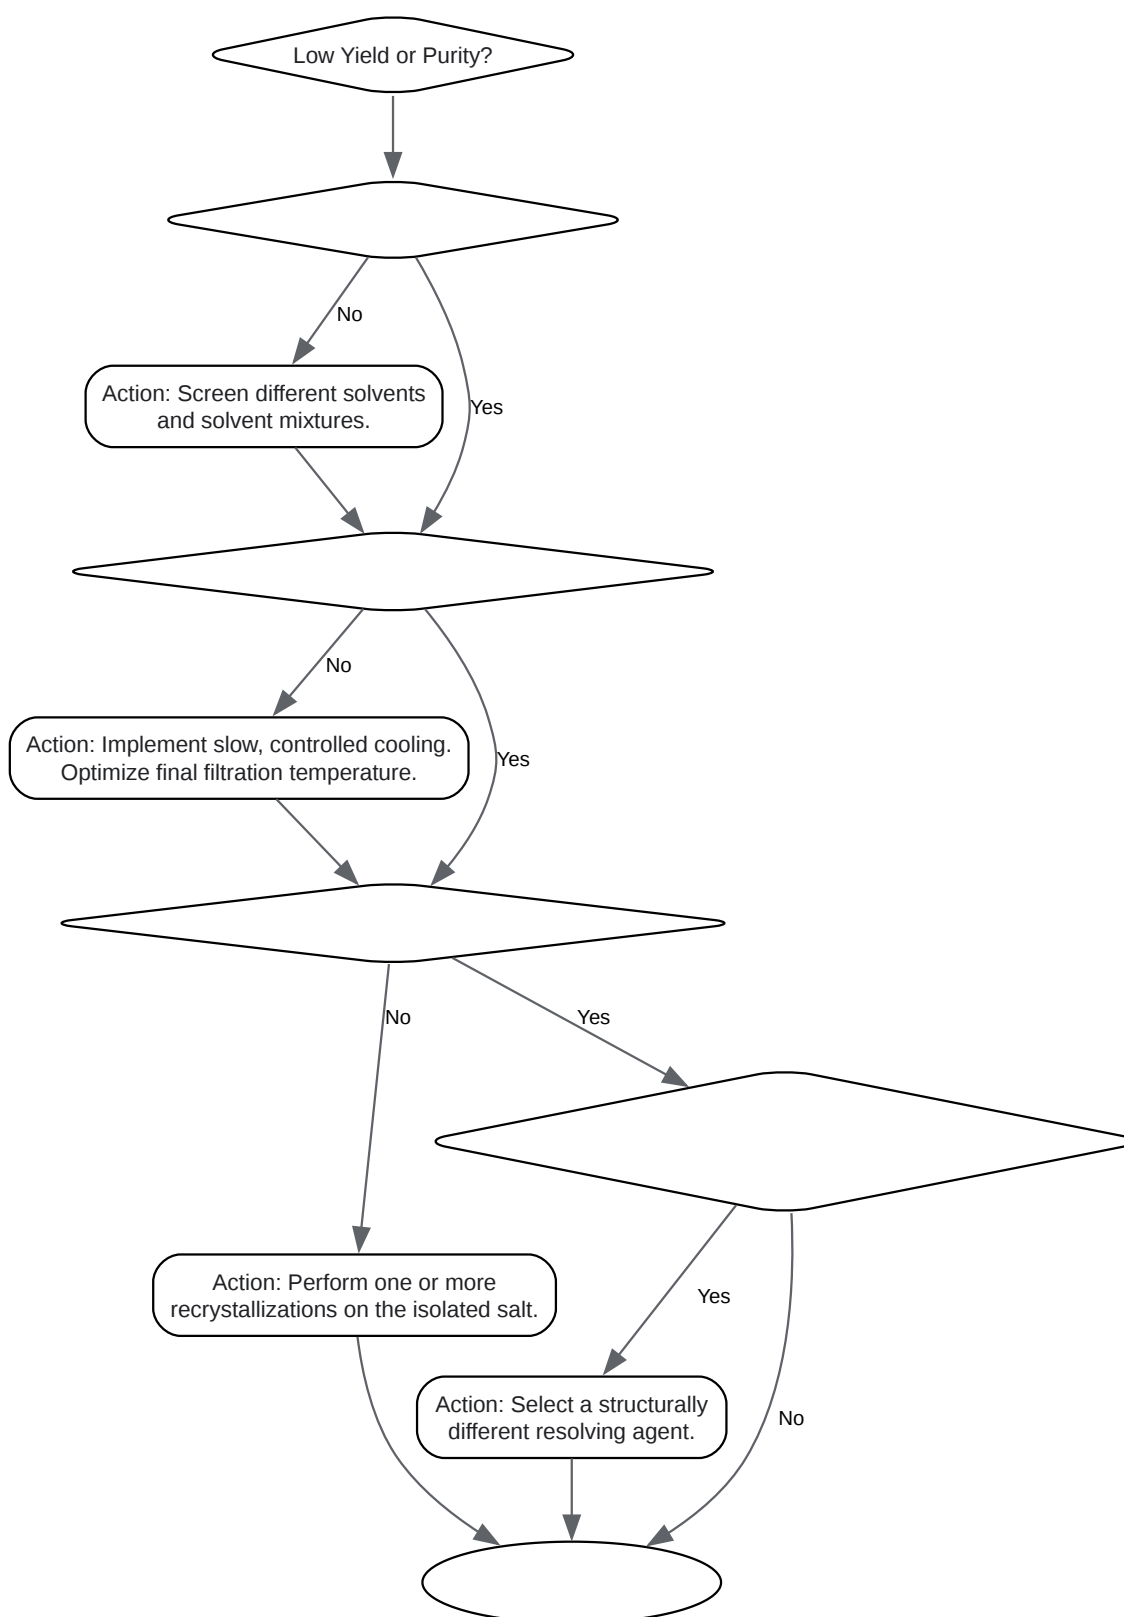 Low Yield or Purity?
No
Action: Screen different solvents
and solvent mixtures.
Yes
No
Action: Implement slow, controlled cooling.
Optimize final filtration temperature.
Yes
No
Yes
Action: Perform one or more
recrystallizations on the isolated salt.
Yes
Action: Select a structurally
different resolving agent.
No